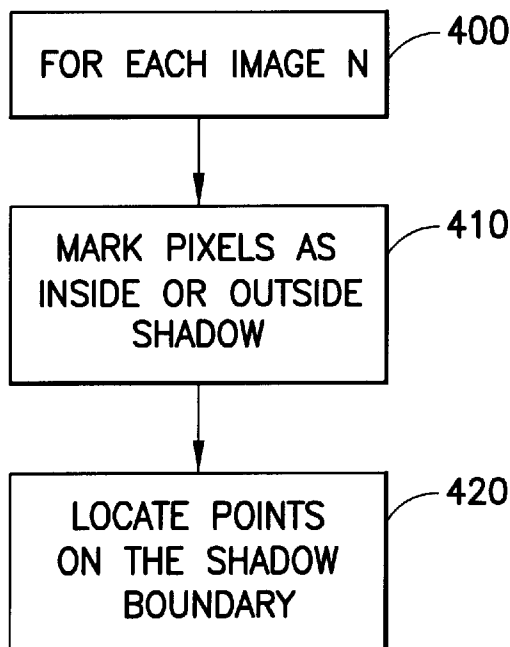 FOR EACH IMAGE N
400
MARK PIXELS AS
INSIDE OR OUTSIDE
SHADOW
410
LOCATE POINTS
ON THE SHADOW
BOUNDARY
420